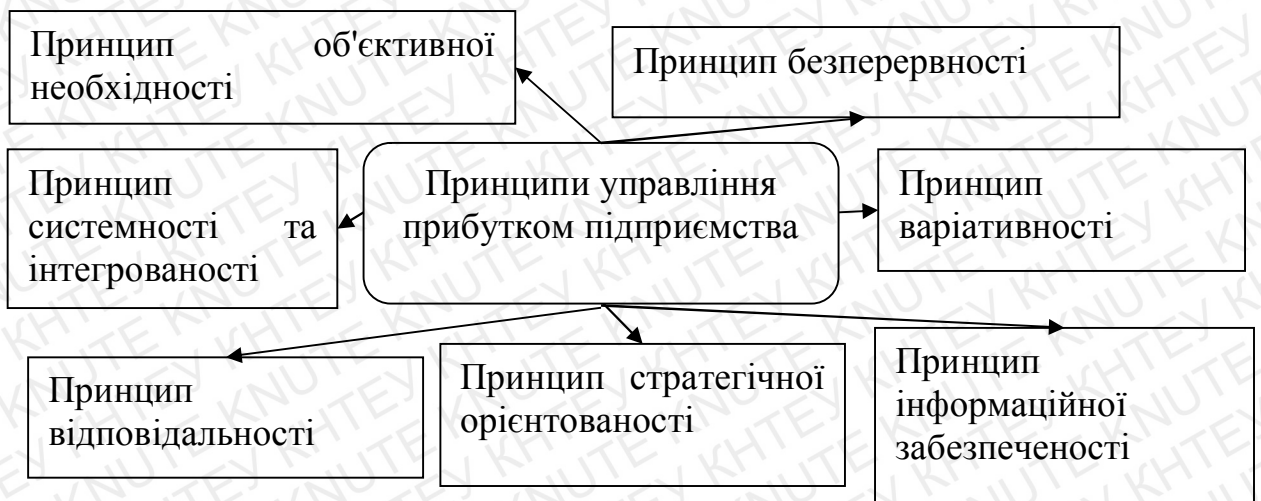 Принцип об'єктивної
необхідності
Принцип безперервності
Принцип
системності та
інтегрованості
Принципи управління
прибутком підприємства
Принцип
варіативності
Принцип
відповідальності
Принцип стратегічної
орієнтованості
Принцип
інформаційної
забезпеченості